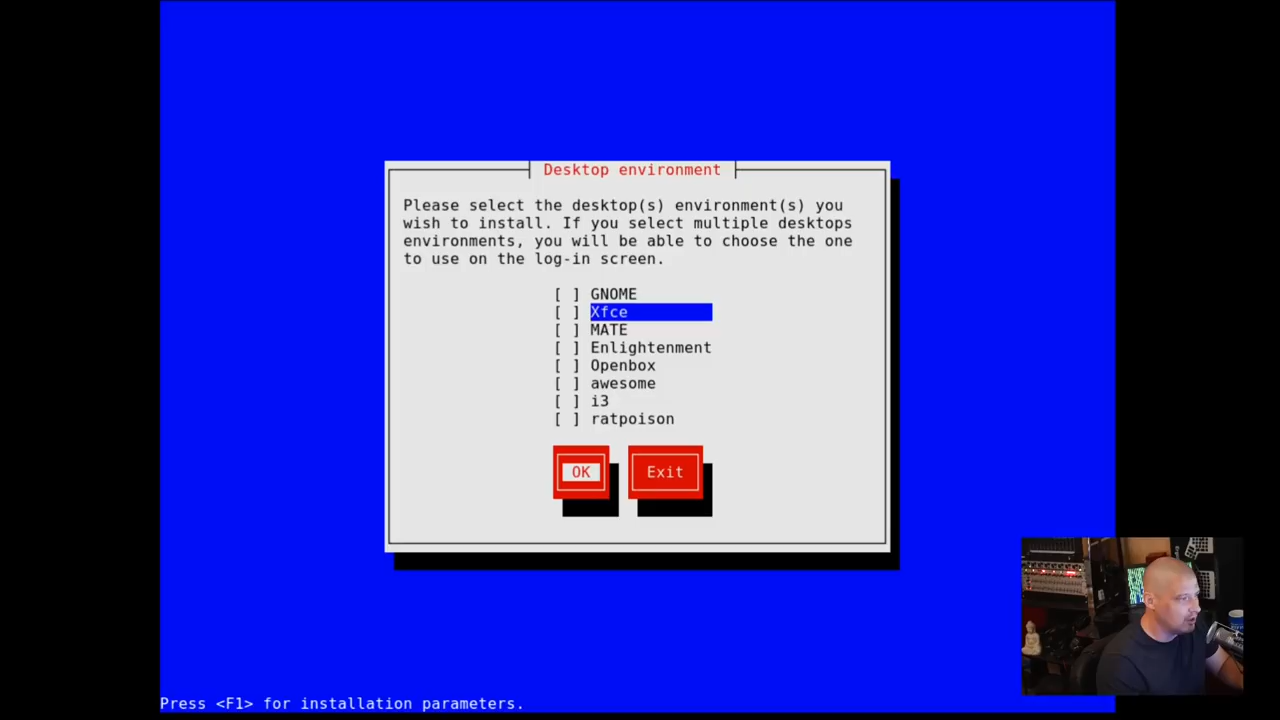 Desktop environment
Please select the desktop(s) environment(s) you
wish to install. If you select multiple desktops
environments, you will be able to choose the one
to use on the log-in screen.
[ ] GNOME
[ ] Xfce
[ ] MATE
[ ] Enlightenment
[ ] Openbox
[ ] awesome
[ ] i3
[ ] ratpoison
OK Exit
Press <F1> for installation parameters.